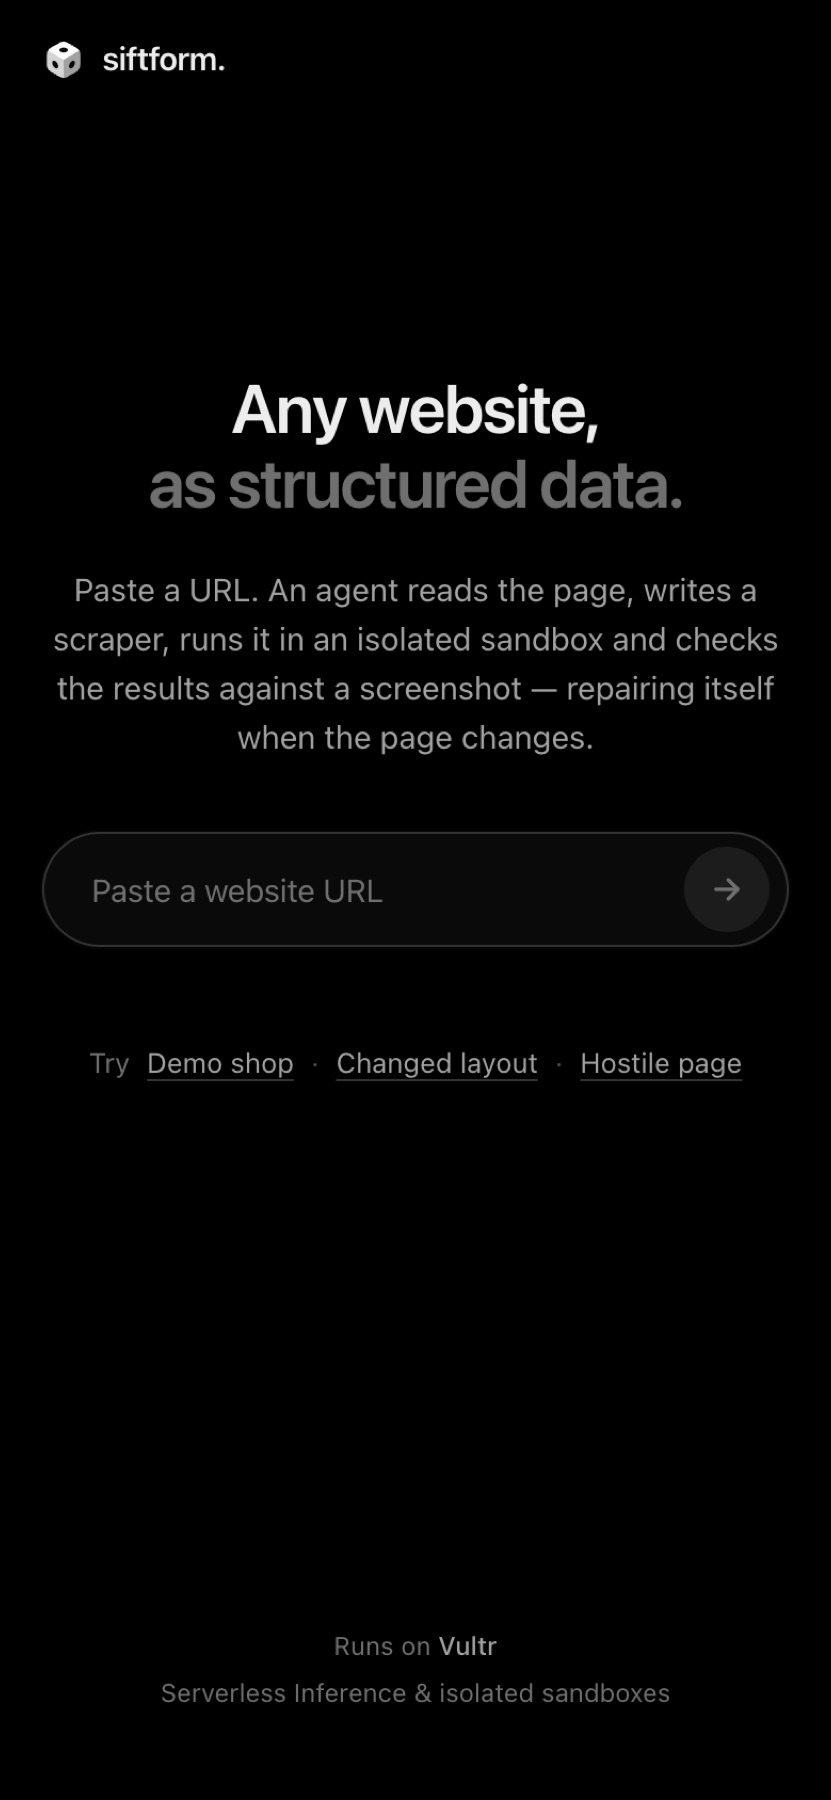 siftform.
Any website,
as structured data.
Paste a URL. An agent reads the page, writes a
scraper, runs it in an isolated sandbox and checks
the results against a screenshot — repairing itself
when the page changes.
Paste a website URL
Try Demo shop · Changed layout · Hostile page
Runs on Vultr
Serverless Inference & isolated sandboxes